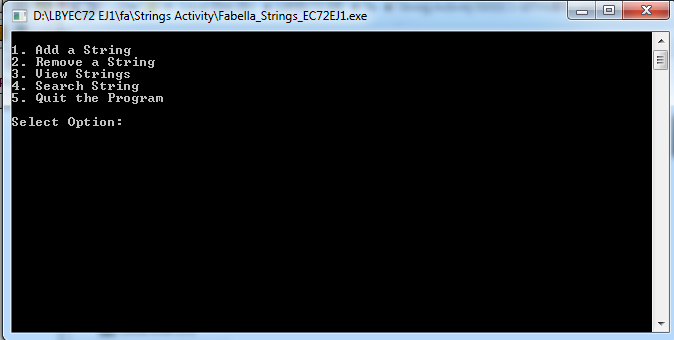 D:\LBYEC72 EJ1\fa\Strings Activity\Fabella_Strings_EC72EJ1.exe
1. Add a String
2. Remove a String
3. View Strings
4. Search String
5. Quit the Program
Select Option: